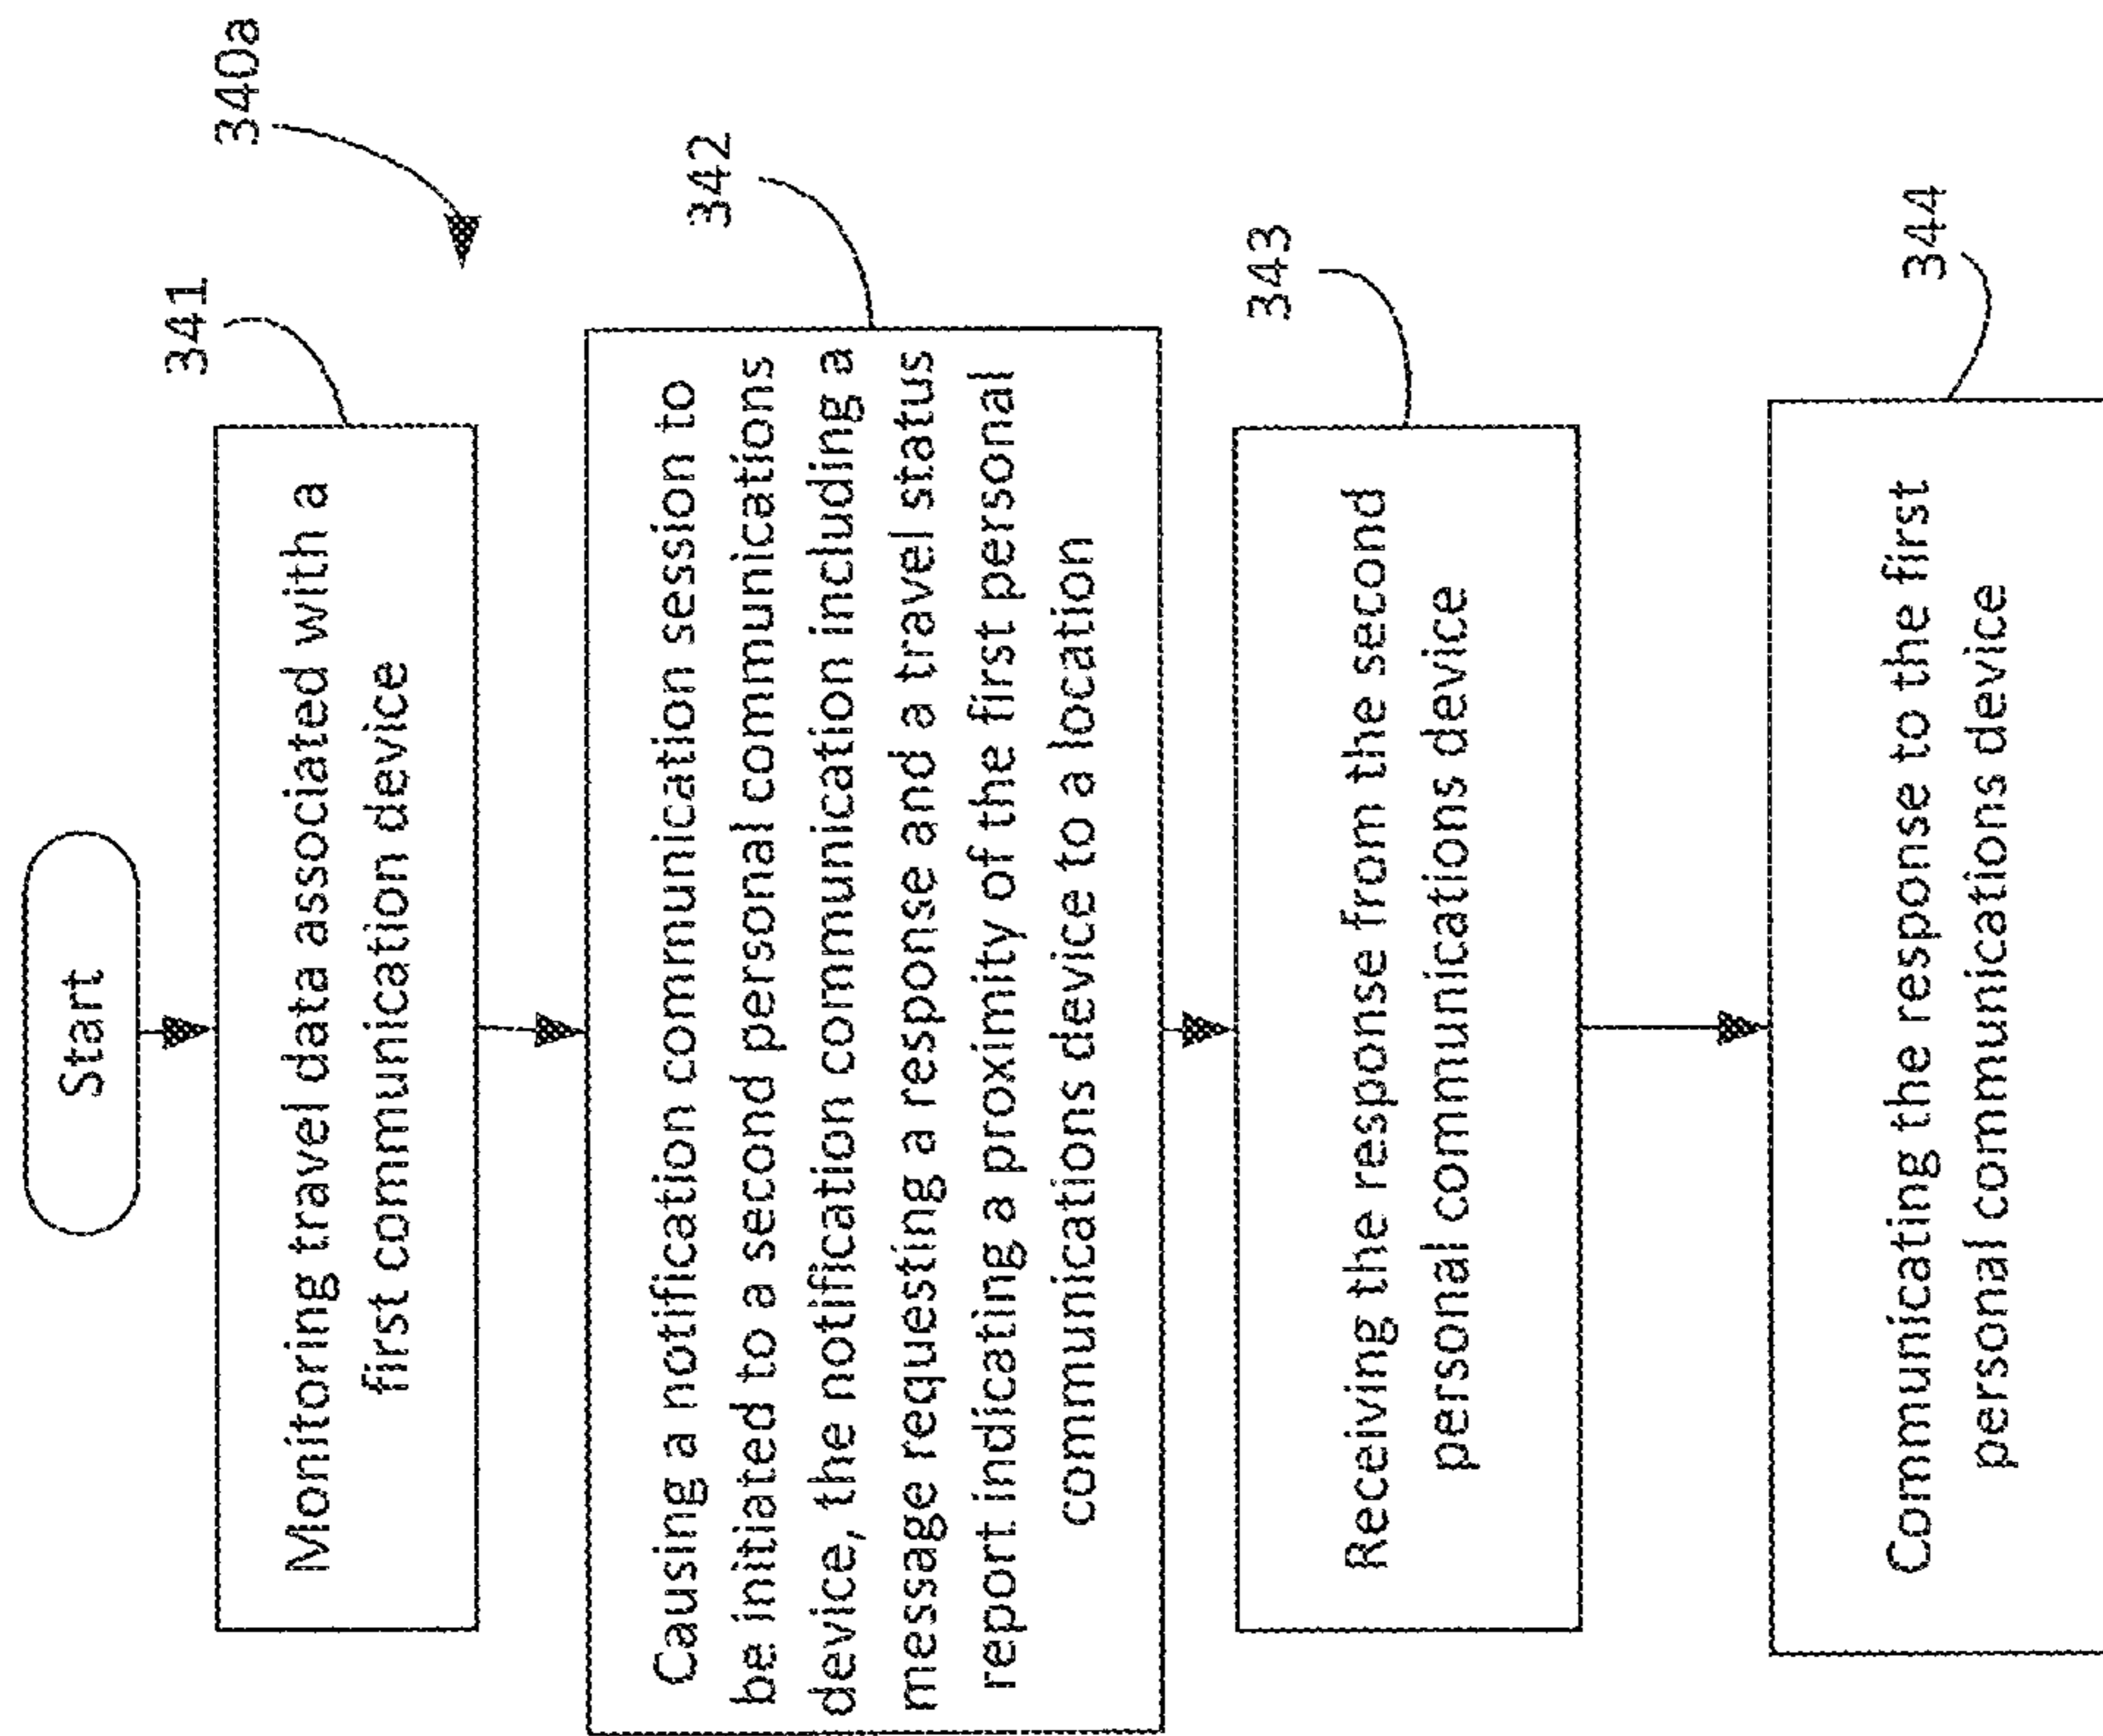 Start
340a
341
Monitoring travel data associated with a
first communication device
342
Causing a notification communication session to
be initiated to a second personal communications
device, the notification communication including a
message requesting a response and a travel status
report indicating a proximity of the first personal
communications device to a location
343
Receiving the response from the second
personal communications device
344
Communicating the response to the first
personal communications device